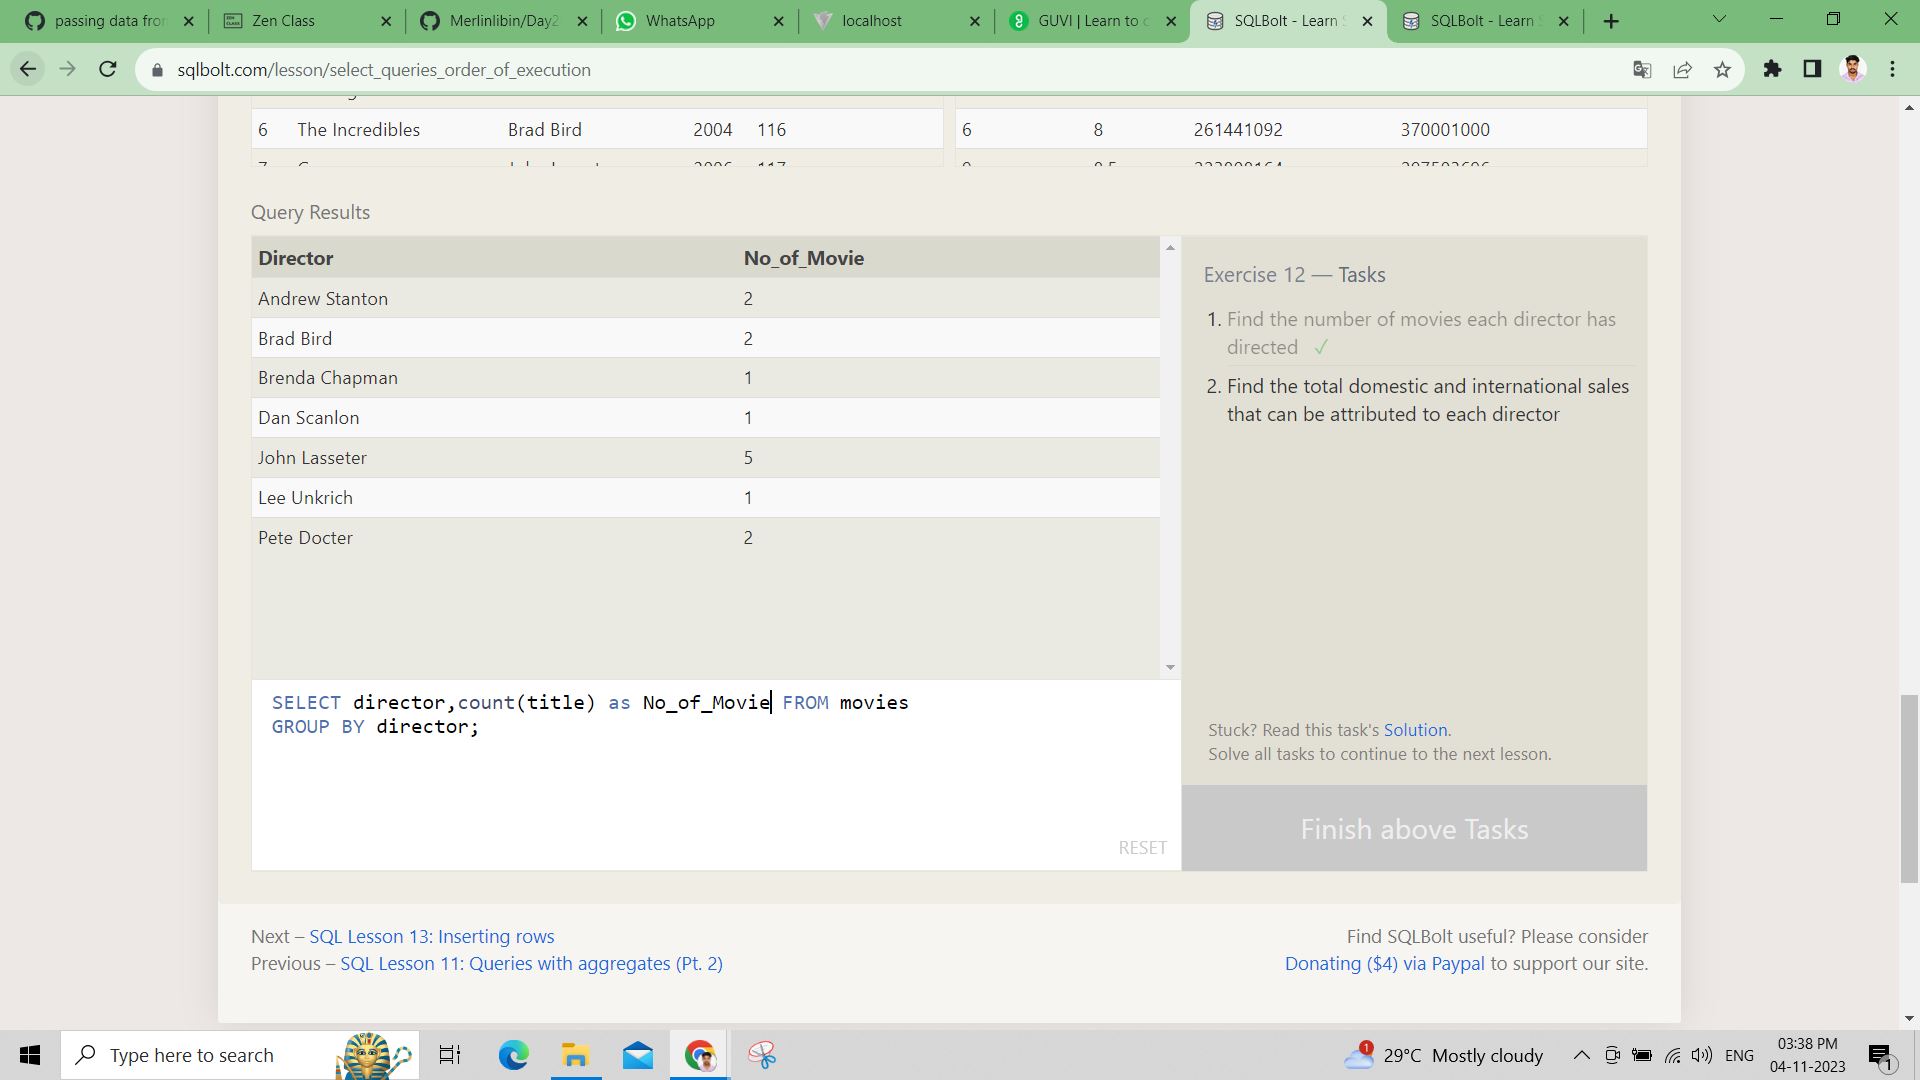 passing data from
Zen Class
Merlinlibin/Day2
WhatsApp
localhost
GUVI | Learn to c
SQLBolt - Learn S
SQLBolt - Learn S
sqlbolt.com/lesson/select_queries_order_of_execution
6 The Incredibles Brad Bird 2004 116
6 8 261441092 370001000
Query Results
Director No_of_Movie
Andrew Stanton 2
Brad Bird 2
Brenda Chapman 1
Dan Scanlon 1
John Lasseter 5
Lee Unkrich 1
Pete Docter 2
Exercise 12 — Tasks
1. Find the number of movies each director has
directed ✓
2. Find the total domestic and international sales
that can be attributed to each director
SELECT director,count(title) as No_of_Movie FROM movies
GROUP BY director;
RESET
Stuck? Read this task's Solution.
Solve all tasks to continue to the next lesson.
Finish above Tasks
Next – SQL Lesson 13: Inserting rows
Previous – SQL Lesson 11: Queries with aggregates (Pt. 2)
Find SQLBolt useful? Please consider
Donating ($4) via Paypal to support our site.
Type here to search
1
29°C Mostly cloudy
ENG
03:38 PM
04-11-2023
1